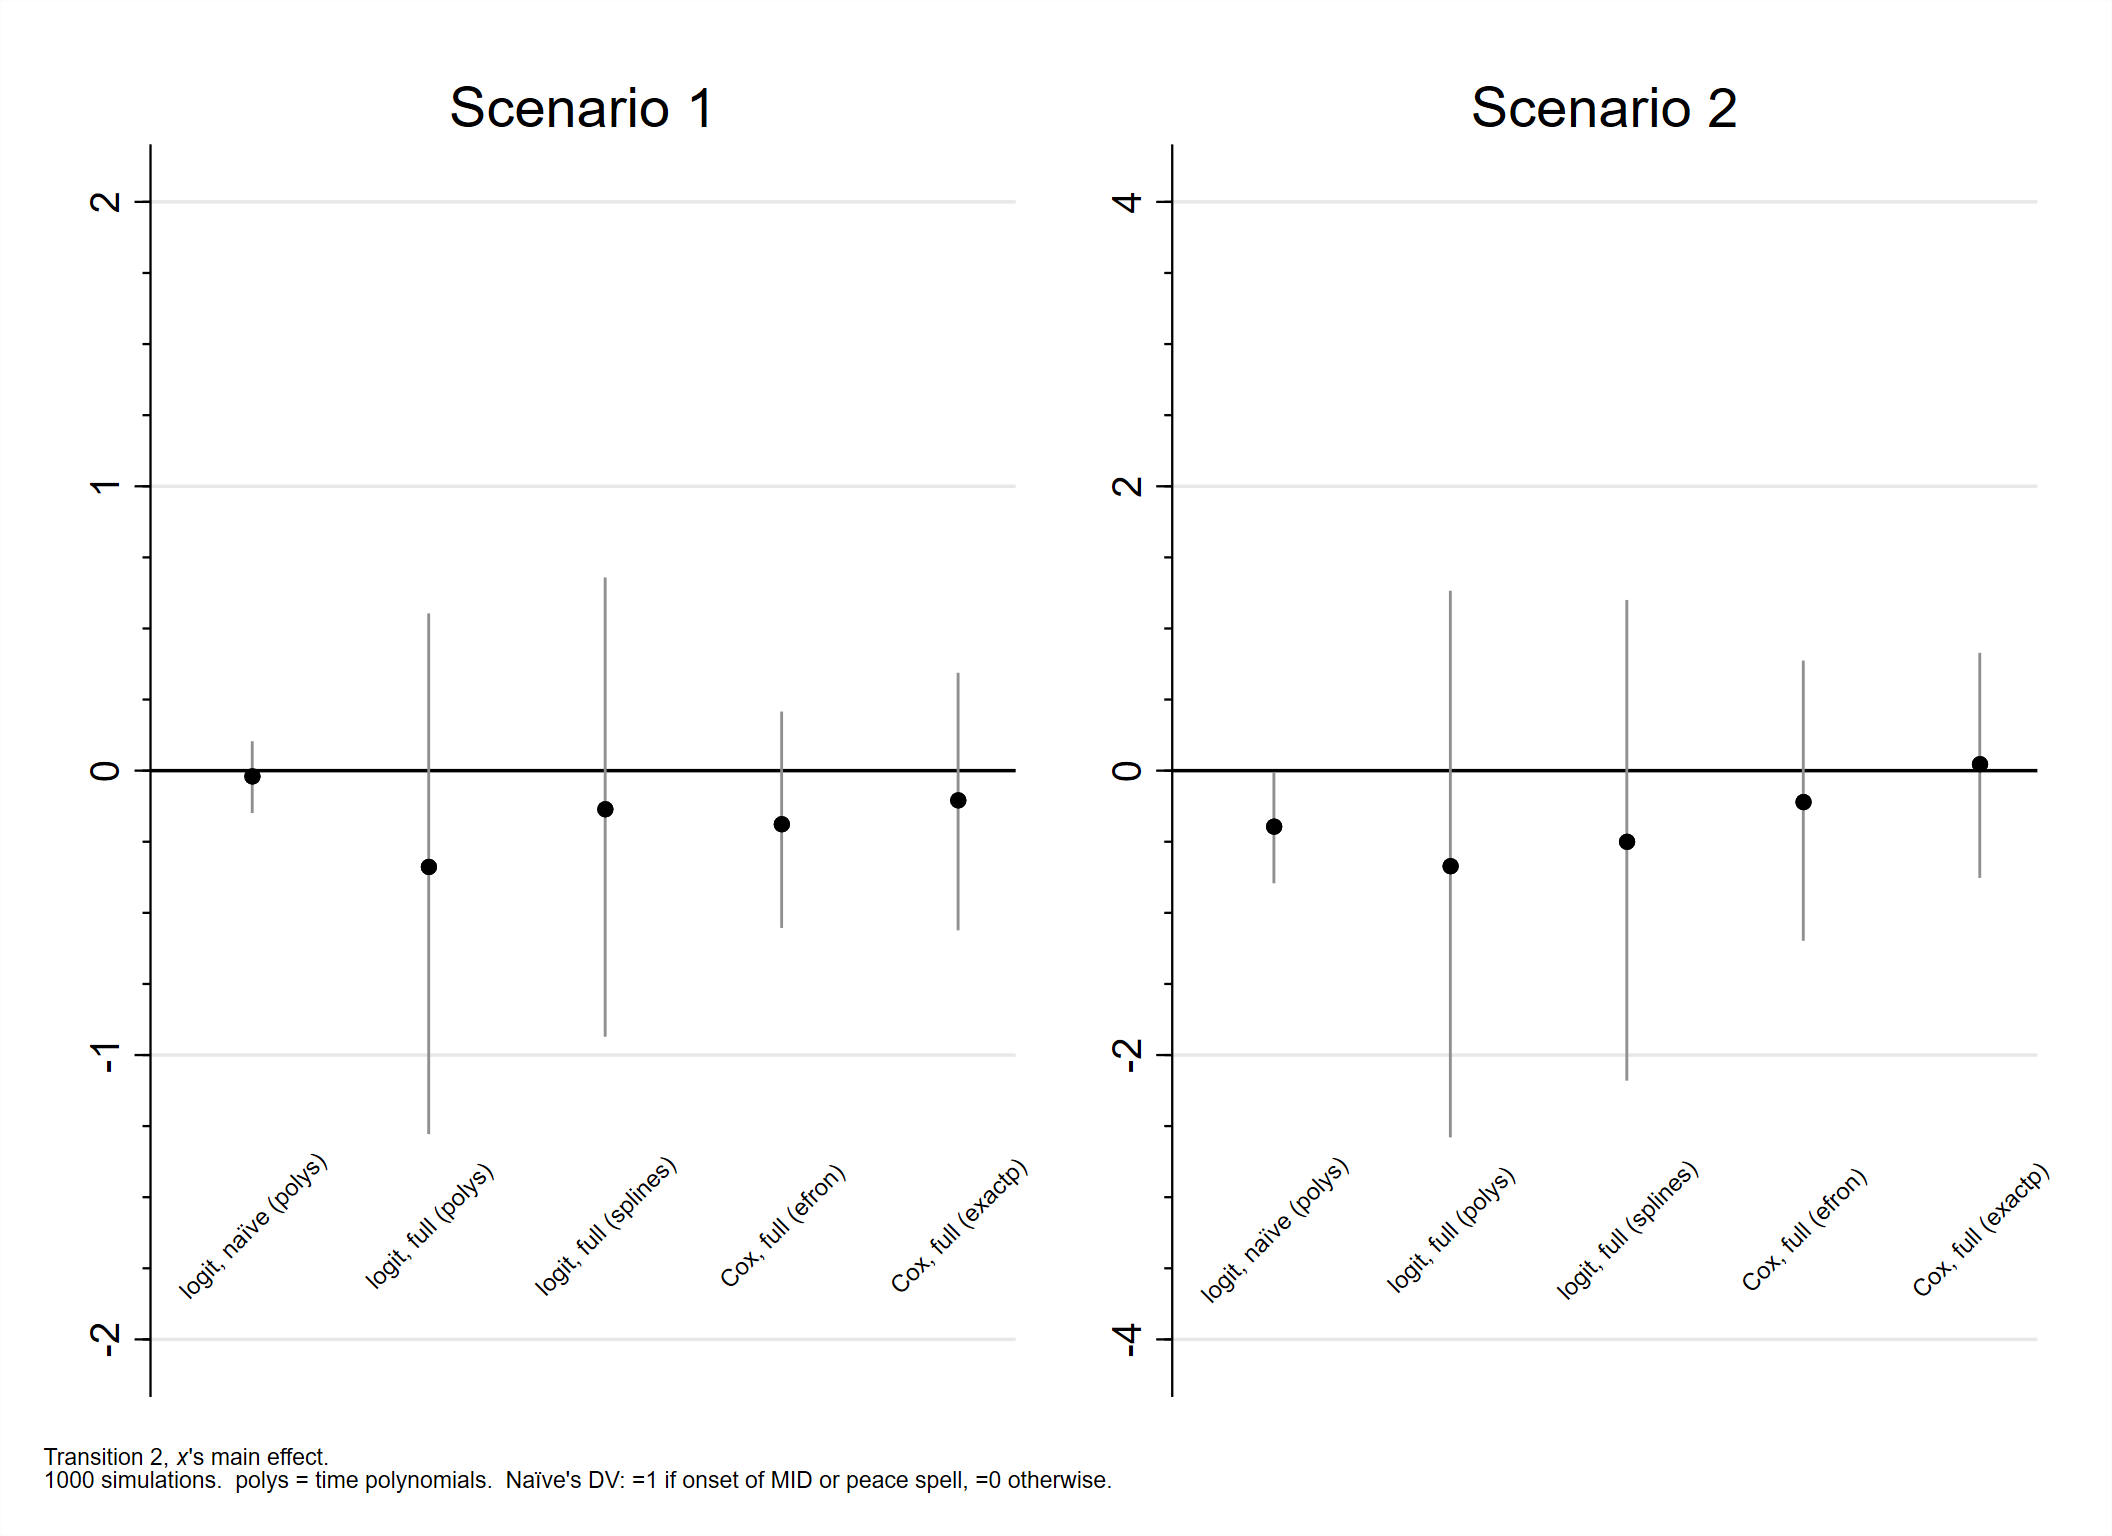 Scenario 1
2
1
0
-1
-2
logit, naïve (polys)
logit, full (polys)
logit, full (splines)
Cox, full (efron)
Cox, full (exactp)
Scenario 2
4
2
0
-2
-4
logit, naïve (polys)
logit, full (polys)
logit, full (splines)
Cox, full (efron)
Cox, full (exactp)
Transition 2, x's main effect.
1000 simulations.  polys = time polynomials.  Naïve's DV: =1 if onset of MID or peace spell, =0 otherwise.